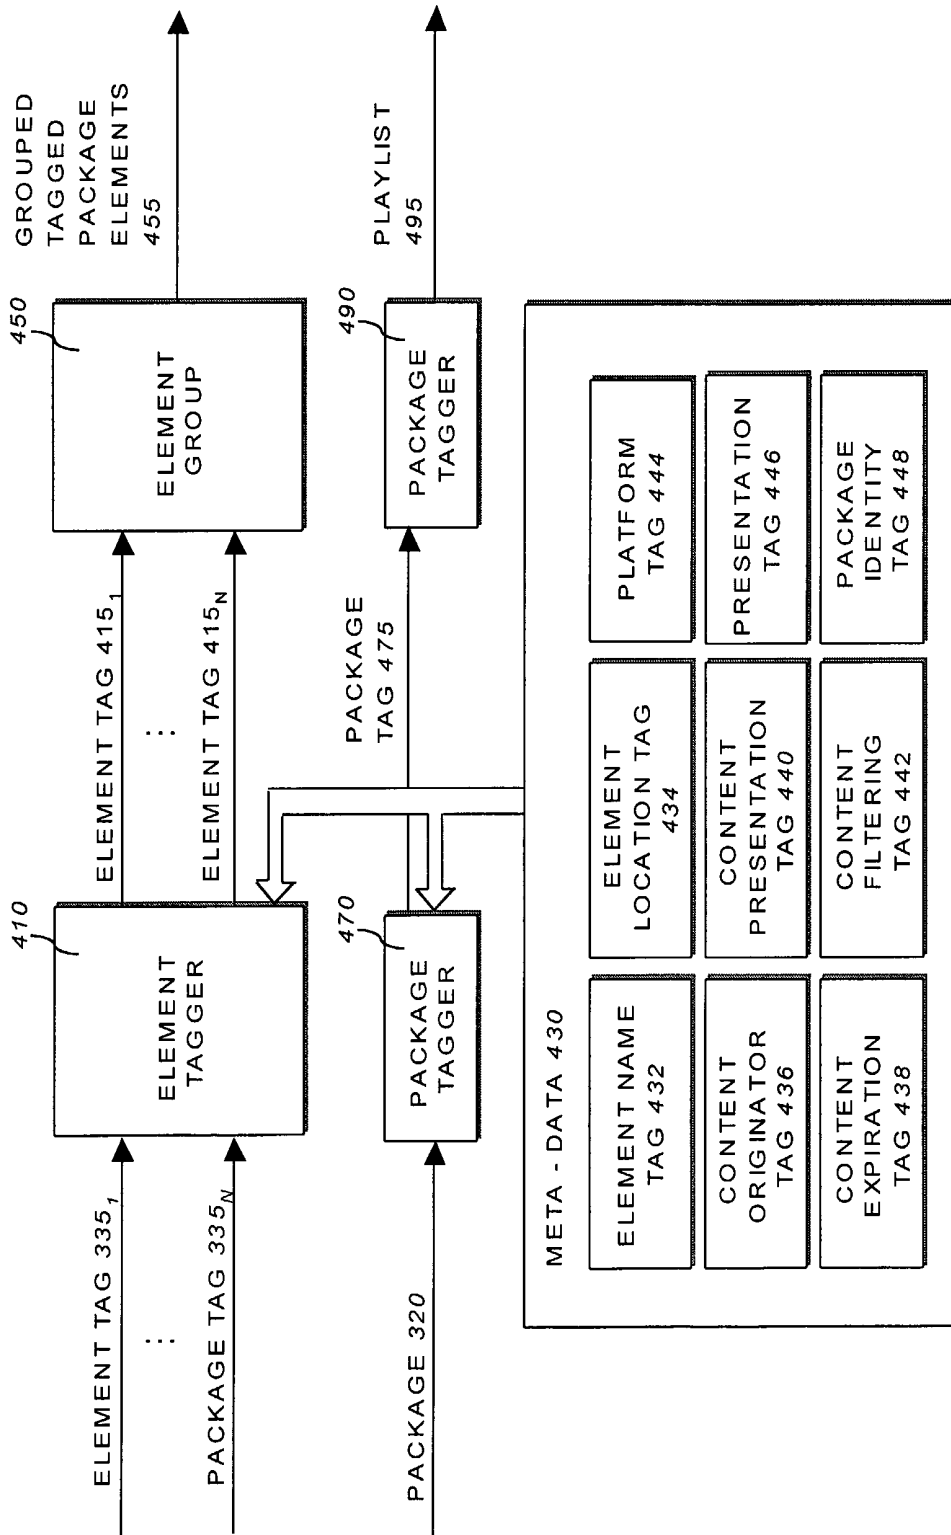 ELEMENT TAG 335₁
⋮
PACKAGE TAG 335N
410
ELEMENT
TAGGER
ELEMENT TAG 415₁
⋮
ELEMENT TAG 415N
450
ELEMENT
GROUP
GROUPED
TAGGED
PACKAGE
ELEMENTS
455
PACKAGE 320
470
PACKAGE
TAGGER
PACKAGE
TAG 475
490
PACKAGE
TAGGER
PLAYLIST
495
META - DATA 430
ELEMENT NAME
TAG 432
ELEMENT
LOCATION TAG
434
PLATFORM
TAG 444
CONTENT
ORIGINATOR
TAG 436
CONTENT
PRESENTATION
TAG 440
PRESENTATION
TAG 446
CONTENT
EXPIRATION
TAG 438
CONTENT
FILTERING
TAG 442
PACKAGE
IDENTITY
TAG 448